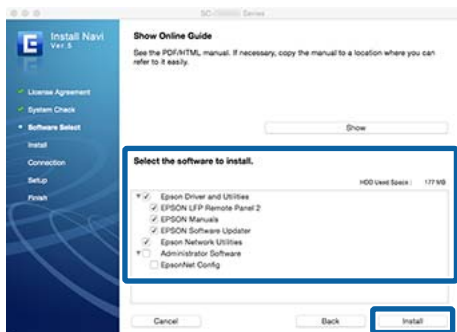 SC- Series
Install Navi
Ver.5
License Agreement
System Check
Software Select
Install
Connection
Setup
Finish
Show Online Guide
See the PDF/HTML manual. If necessary, copy the manual to a location where you can
refer to it easily.
Show
Select the software to install.
HDD Used Space : 177 MB
Epson Driver and Utilities
EPSON LFP Remote Panel 2
EPSON Manuals
EPSON Software Updater
Epson Network Utilities
Administrator Software
EpsonNet Config
Cancel
Back
Install